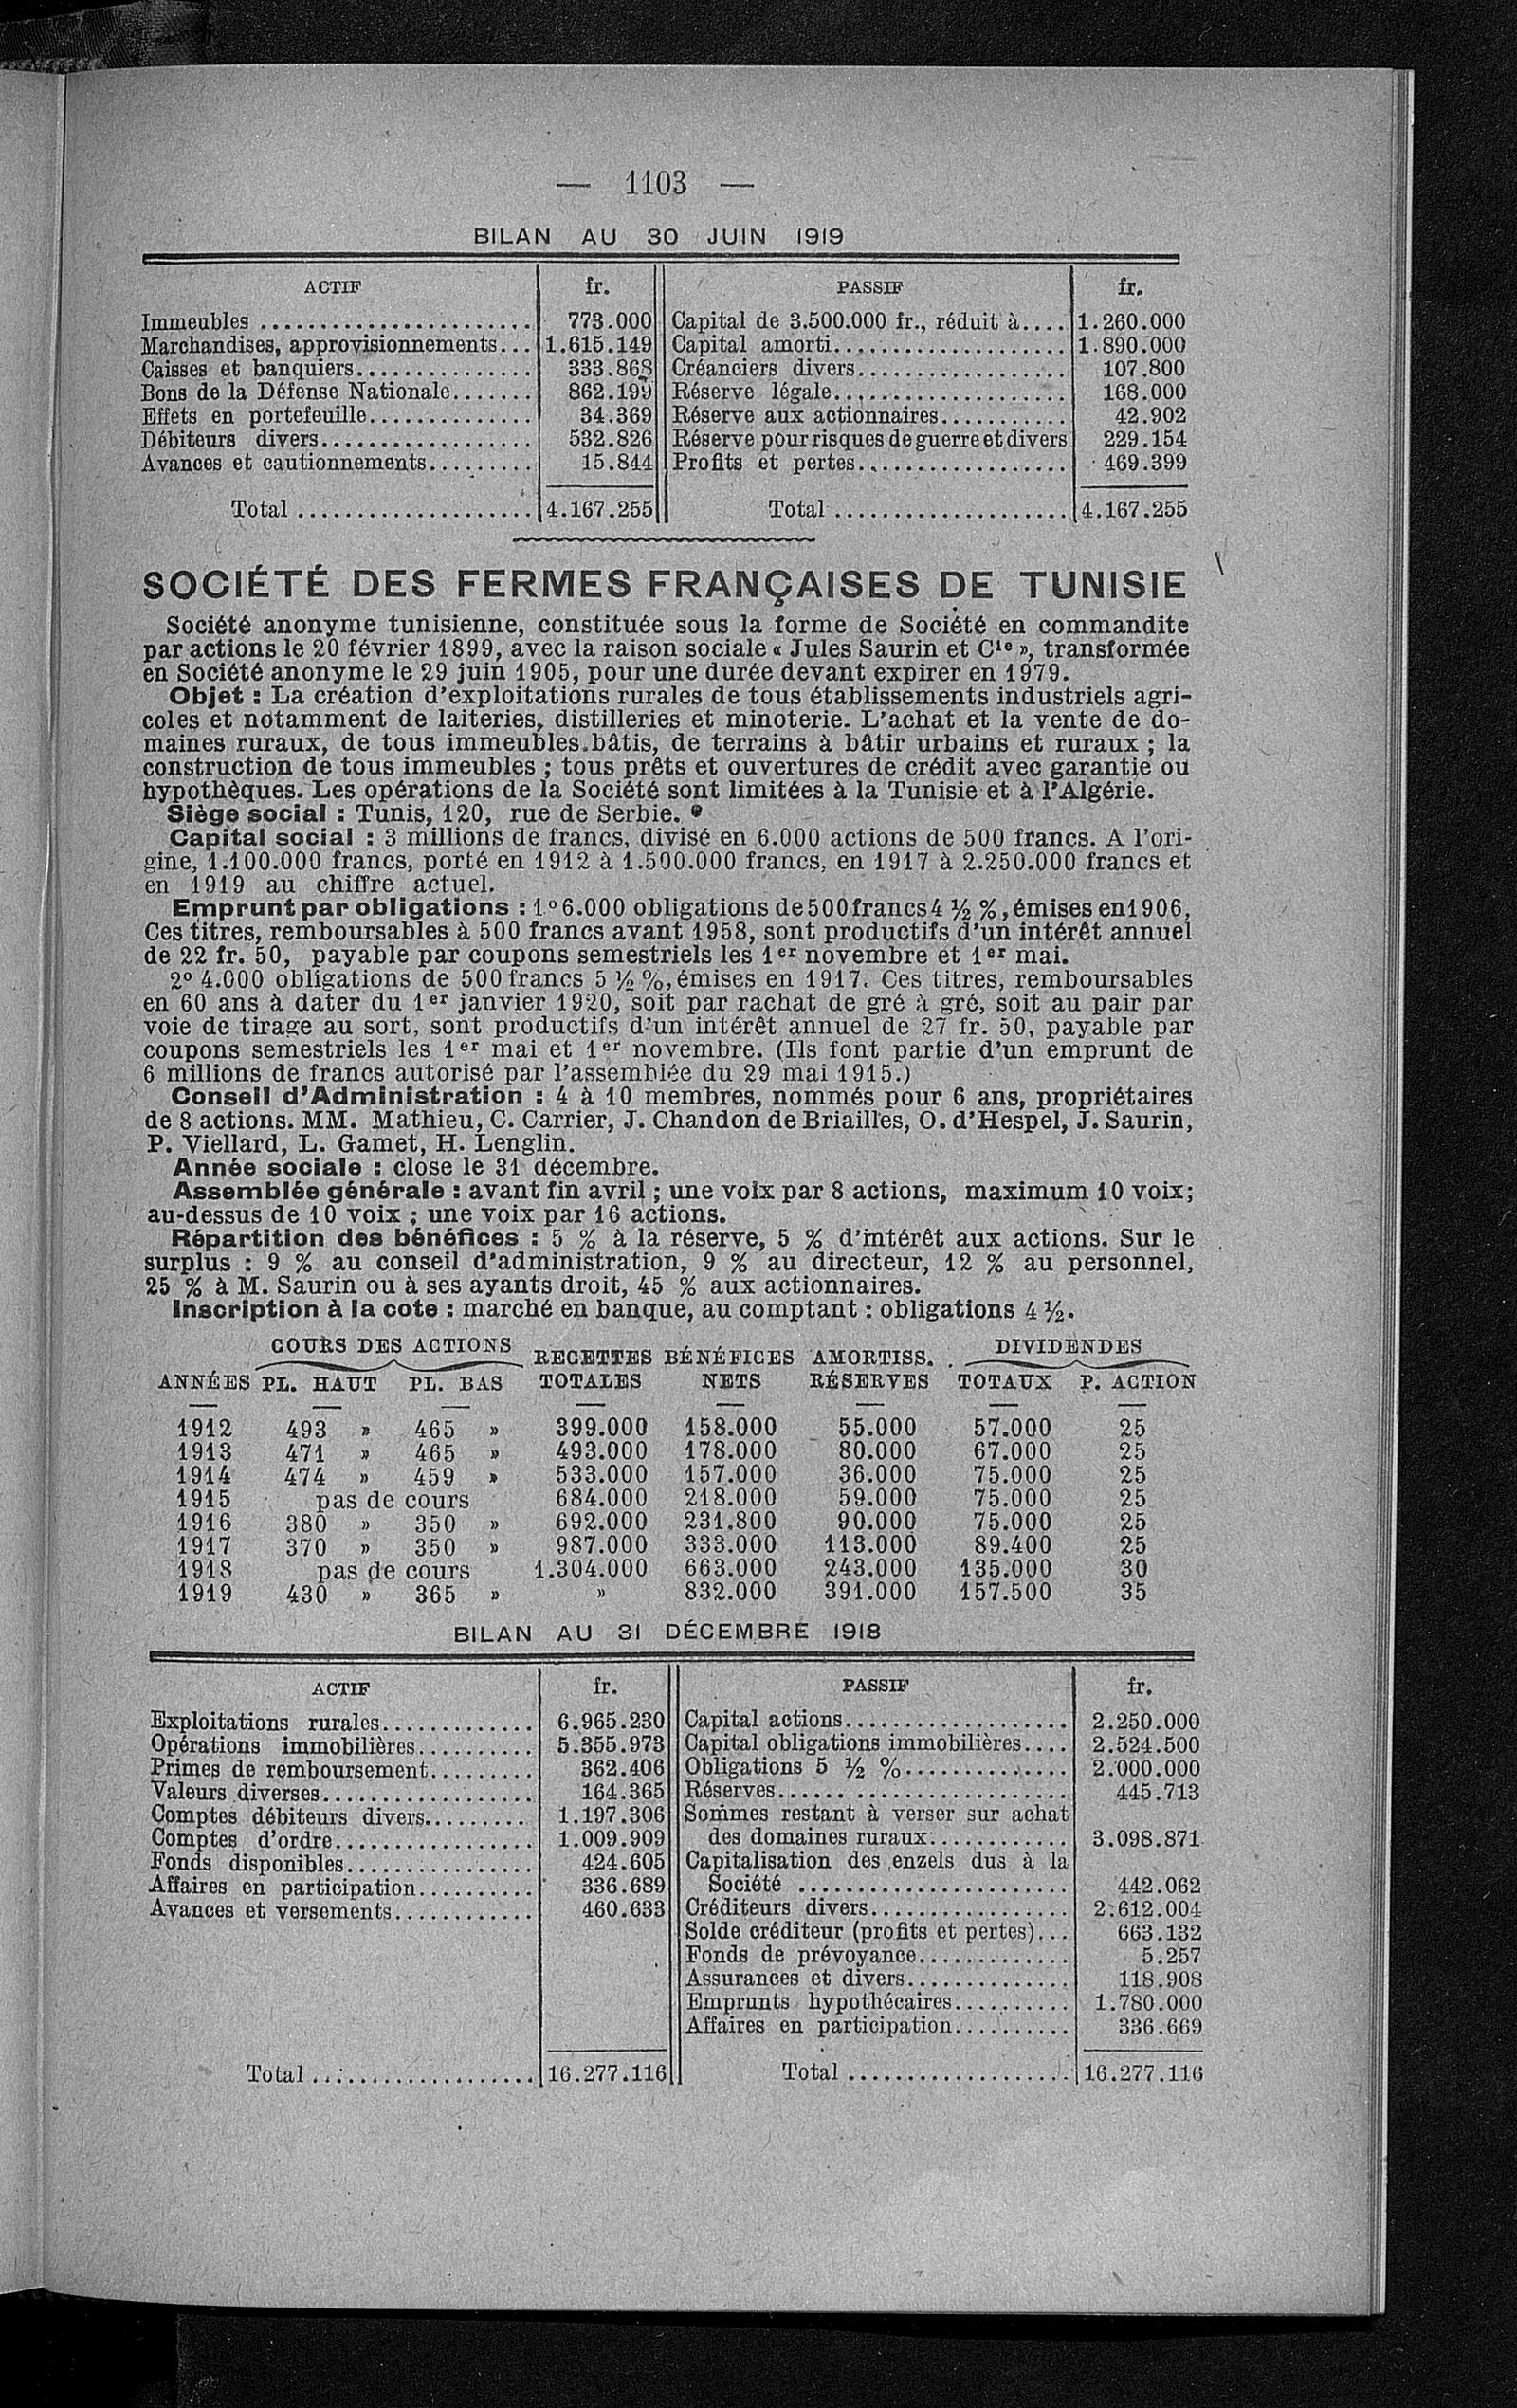 — 1103 —
BILAN AU 30 JUIN 1919
ACTIF fr. PASSIF fr.
Immeubles ....................... 773.000 Capital de 3.500.000 fr., réduit à.... 1.260.000
Marchandises, approvisionnements... 1.615.149 Capital amorti.................... 1.890.000
Caisses et banquiers............... 333.868 Créanciers divers.................. 107.800
Bons de la Défense Nationale....... 862.199 Réserve légale.................... 168.000
Effets en portefeuille.............. 34.369 Réserve aux actionnaires........... 42.902
Débiteurs divers.................. 532.826 Réserve pour risques de guerre et divers 229.154
Avances et cautionnements......... 15.844 Profits et pertes.................. 469.399
Total .................... 4.167.255 Total .................... 4.167.255
SOCIÉTÉ DES FERMES FRANÇAISES DE TUNISIE
Société anonyme tunisienne, constituée sous la forme de Société en commandite
par actions le 20 février 1899, avec la raison sociale « Jules Saurin et Cie », transformée
en Société anonyme le 29 juin 1905, pour une durée devant expirer en 1979.
Objet : La création d'exploitations rurales de tous établissements industriels agri-
coles et notamment de laiteries, distilleries et minoterie. L'achat et la vente de do-
maines ruraux, de tous immeubles bâtis, de terrains à bâtir urbains et ruraux ; la
construction de tous immeubles ; tous prêts et ouvertures de crédit avec garantie ou
hypothèques. Les opérations de la Société sont limitées à la Tunisie et à l'Algérie.
Siège social : Tunis, 120, rue de Serbie.
Capital social : 3 millions de francs, divisé en 6.000 actions de 500 francs. A l'ori-
gine, 1.100.000 francs, porté en 1912 à 1.500.000 francs, en 1917 à 2.250.000 francs et
en 1919 au chiffre actuel.
Emprunt par obligations : 1º 6.000 obligations de 500 francs 4 ½ %, émises en 1906,
Ces titres, remboursables à 500 francs avant 1958, sont productifs d'un intérêt annuel
de 22 fr. 50, payable par coupons semestriels les 1er novembre et 1er mai.
2º 4.000 obligations de 500 francs 5 ½ %, émises en 1917. Ces titres, remboursables
en 60 ans à dater du 1er janvier 1920, soit par rachat de gré à gré, soit au pair par
voie de tirage au sort, sont productifs d'un intérêt annuel de 27 fr. 50, payable par
coupons semestriels les 1er mai et 1er novembre. (Ils font partie d'un emprunt de
6 millions de francs autorisé par l'assemblée du 29 mai 1915.)
Conseil d'Administration : 4 à 10 membres, nommés pour 6 ans, propriétaires
de 8 actions. MM. Mathieu, C. Carrier, J. Chandon de Briailles, O. d'Hespel, J. Saurin,
P. Viellard, L. Gamet, H. Lenglin.
Année sociale : close le 31 décembre.
Assemblée générale : avant fin avril ; une voix par 8 actions, maximum 10 voix;
au-dessus de 10 voix ; une voix par 16 actions.
Répartition des bénéfices : 5 % à la réserve, 5 % d'intérêt aux actions. Sur le
surplus : 9 % au conseil d'administration, 9 % au directeur, 12 % au personnel,
25 % à M. Saurin ou à ses ayants droit, 45 % aux actionnaires.
Inscription à la cote : marché en banque, au comptant : obligations 4 ½.
COURS DES ACTIONS RECETTES BÉNÉFICES AMORTISS. DIVIDENDES
ANNÉES PL. HAUT PL. BAS TOTALES NETS RÉSERVES TOTAUX P. ACTION
1912 493 » 465 » 399.000 158.000 55.000 57.000 25
1913 471 » 465 » 493.000 178.000 80.000 67.000 25
1914 474 » 459 » 533.000 157.000 36.000 75.000 25
1915 pas de cours 684.000 218.000 59.000 75.000 25
1916 380 » 350 » 692.000 231.800 90.000 75.000 25
1917 370 » 350 » 987.000 333.000 113.000 89.400 25
1918 pas de cours 1.304.000 663.000 243.000 135.000 30
1919 430 » 365 » » 832.000 391.000 157.500 35
BILAN AU 31 DÉCEMBRE 1918
ACTIF fr. PASSIF fr.
Exploitations rurales............. 6.965.230 Capital actions................... 2.250.000
Opérations immobilières.......... 5.355.973 Capital obligations immobilières.... 2.524.500
Primes de remboursement......... 362.406 Obligations 5 ½ %.............. 2.000.000
Valeurs diverses.................. 164.365 Réserves........................ 445.713
Comptes débiteurs divers......... 1.197.306 Sommes restant à verser sur achat
Comptes d'ordre................. 1.009.909 des domaines ruraux............ 3.098.871
Fonds disponibles................ 424.605 Capitalisation des enzels dus à la
Affaires en participation.......... 336.689 Société ....................... 442.062
Avances et versements............ 460.633 Créditeurs divers................. 2.612.004
Solde créditeur (profits et pertes)... 663.132
Fonds de prévoyance............. 5.257
Assurances et divers.............. 118.908
Emprunts hypothécaires.......... 1.780.000
Affaires en participation.......... 336.669
Total ................... 16.277.116 Total ................... 16.277.116